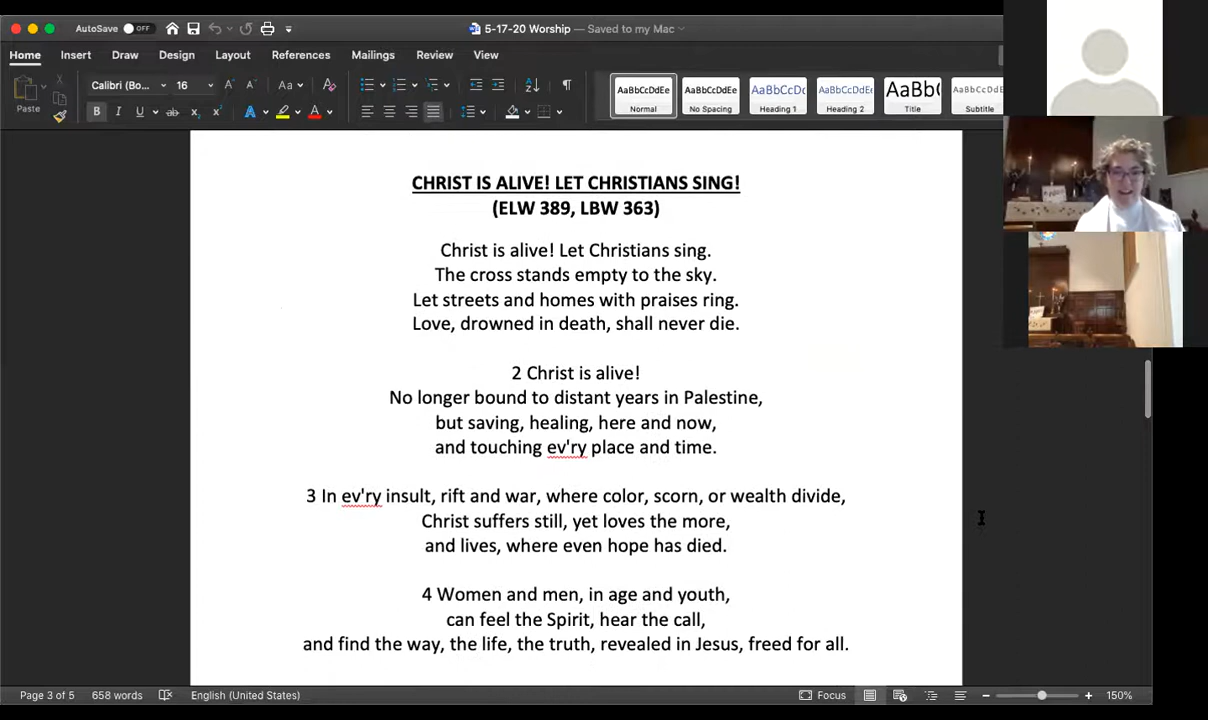 AutoSave OFF
5-17-20 Worship — Saved to my Mac
Home Insert Draw Design Layout References Mailings Review View
Paste
Calibri (Bo... 16 A A Aa A
B I U ab x₂ x² A A
AaBbCcDdEe AaBbCcDdEe AaBbCcDc AaBbCcDdEe AaBb( AaBbCcDdEe
Normal No Spacing Heading 1 Heading 2 Title Subtitle
CHRIST IS ALIVE! LET CHRISTIANS SING!
(ELW 389, LBW 363)
Christ is alive! Let Christians sing.
The cross stands empty to the sky.
Let streets and homes with praises ring.
Love, drowned in death, shall never die.
2 Christ is alive!
No longer bound to distant years in Palestine,
but saving, healing, here and now,
and touching ev'ry place and time.
3 In ev'ry insult, rift and war, where color, scorn, or wealth divide,
Christ suffers still, yet loves the more,
and lives, where even hope has died.
4 Women and men, in age and youth,
can feel the Spirit, hear the call,
and find the way, the life, the truth, revealed in Jesus, freed for all.
Page 3 of 5 658 words English (United States) Focus 150%